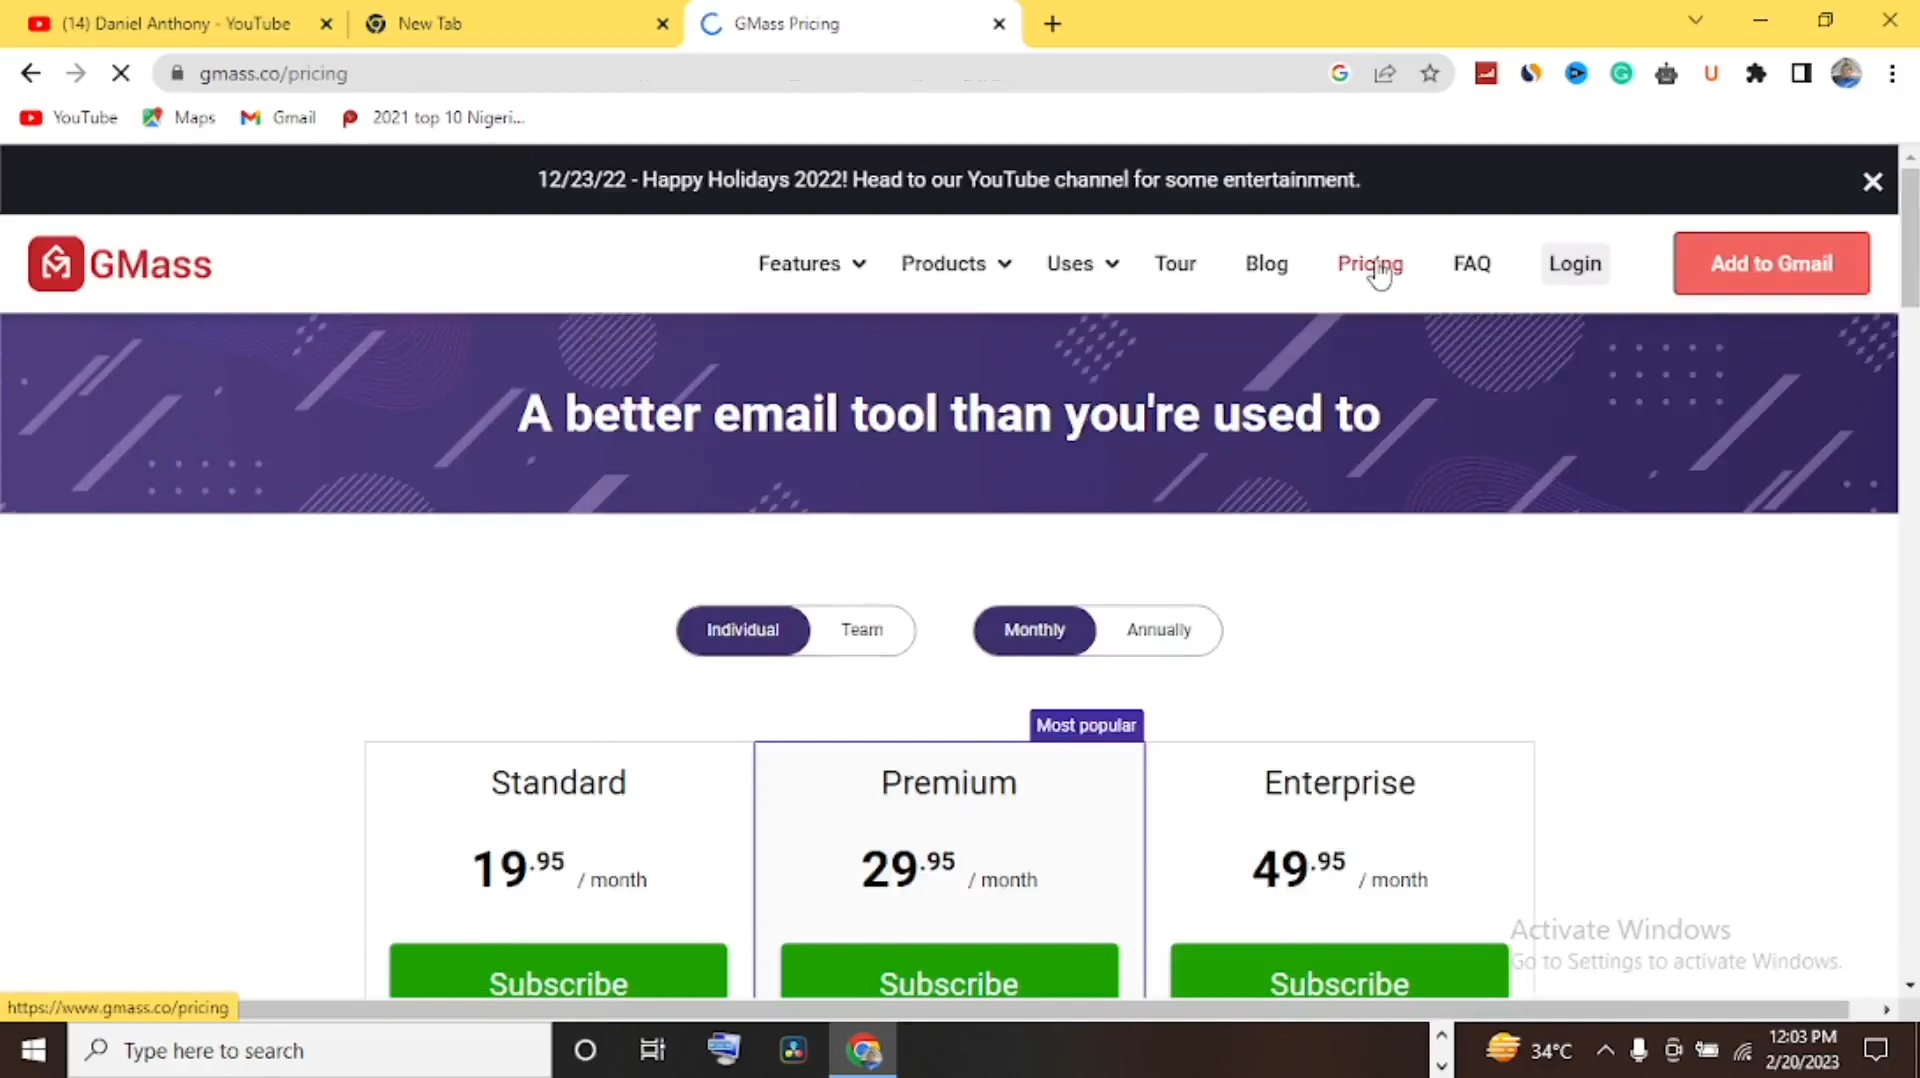 (14) Daniel Anthony - YouTube
New Tab
GMass Pricing
gmass.co/pricing
YouTube
Maps
Gmail
2021 top 10 Nigeri...
12/23/22 - Happy Holidays 2022! Head to our YouTube channel for some entertainment.
GMass
Features
Products
Uses
Tour
Blog
Pricing
FAQ
Login
Add to Gmail
A better email tool than you're used to
Individual
Team
Monthly
Annually
Most popular
Standard
Premium
Enterprise
19.95 / month
29.95 / month
49.95 / month
Subscribe
Subscribe
Subscribe
Activate Windows
Go to Settings to activate Windows.
https://www.gmass.co/pricing
Type here to search
34°C
12:03 PM
2/20/2023